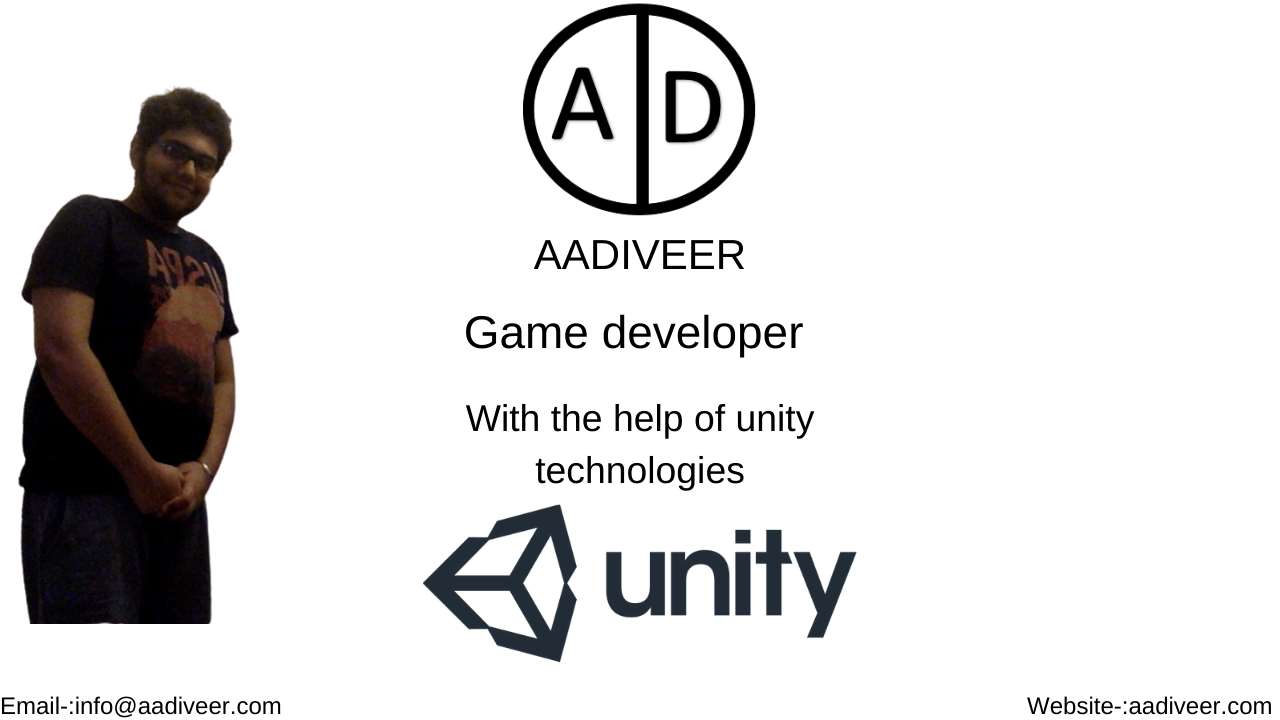 A D
AADIVEER
Game developer
With the help of unity
technologies
unity
Email-:info@aadiveer.com
Website-:aadiveer.com